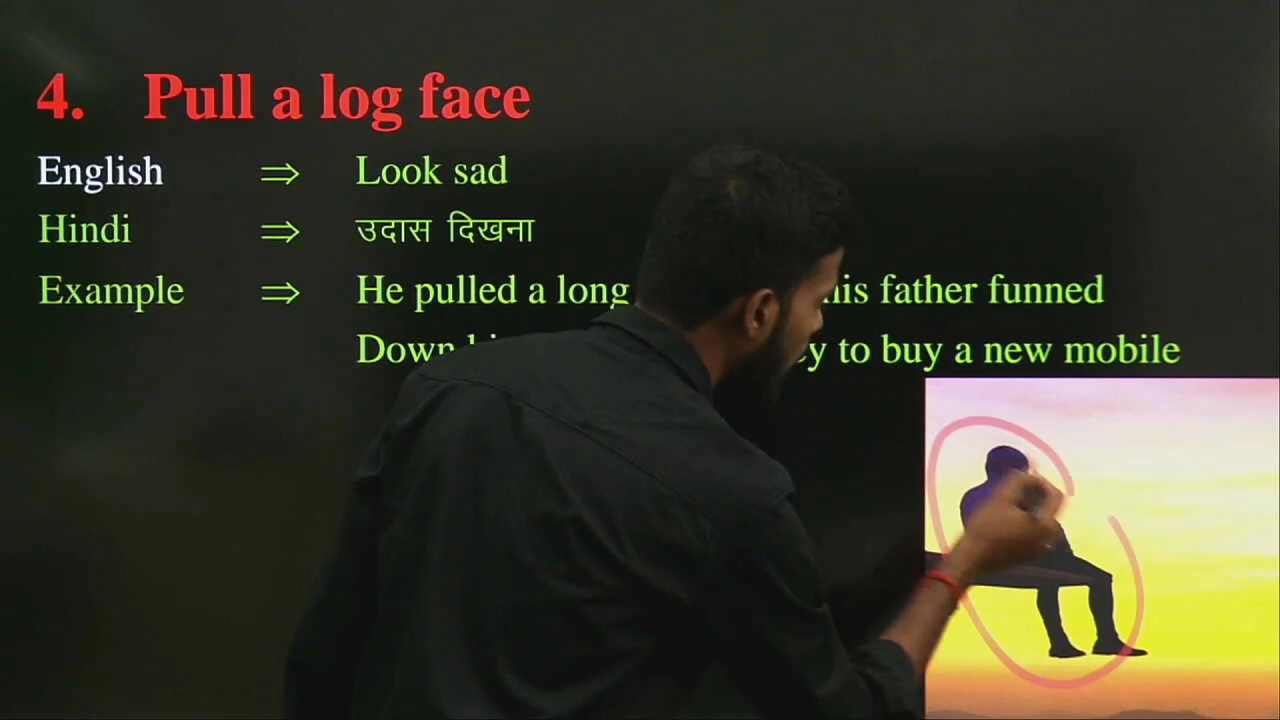 4. Pull a log face
English ⇒ Look sad
Hindi ⇒ उदास दिखना
Example ⇒ He pulled a long his father funned
Down to buy a new mobile